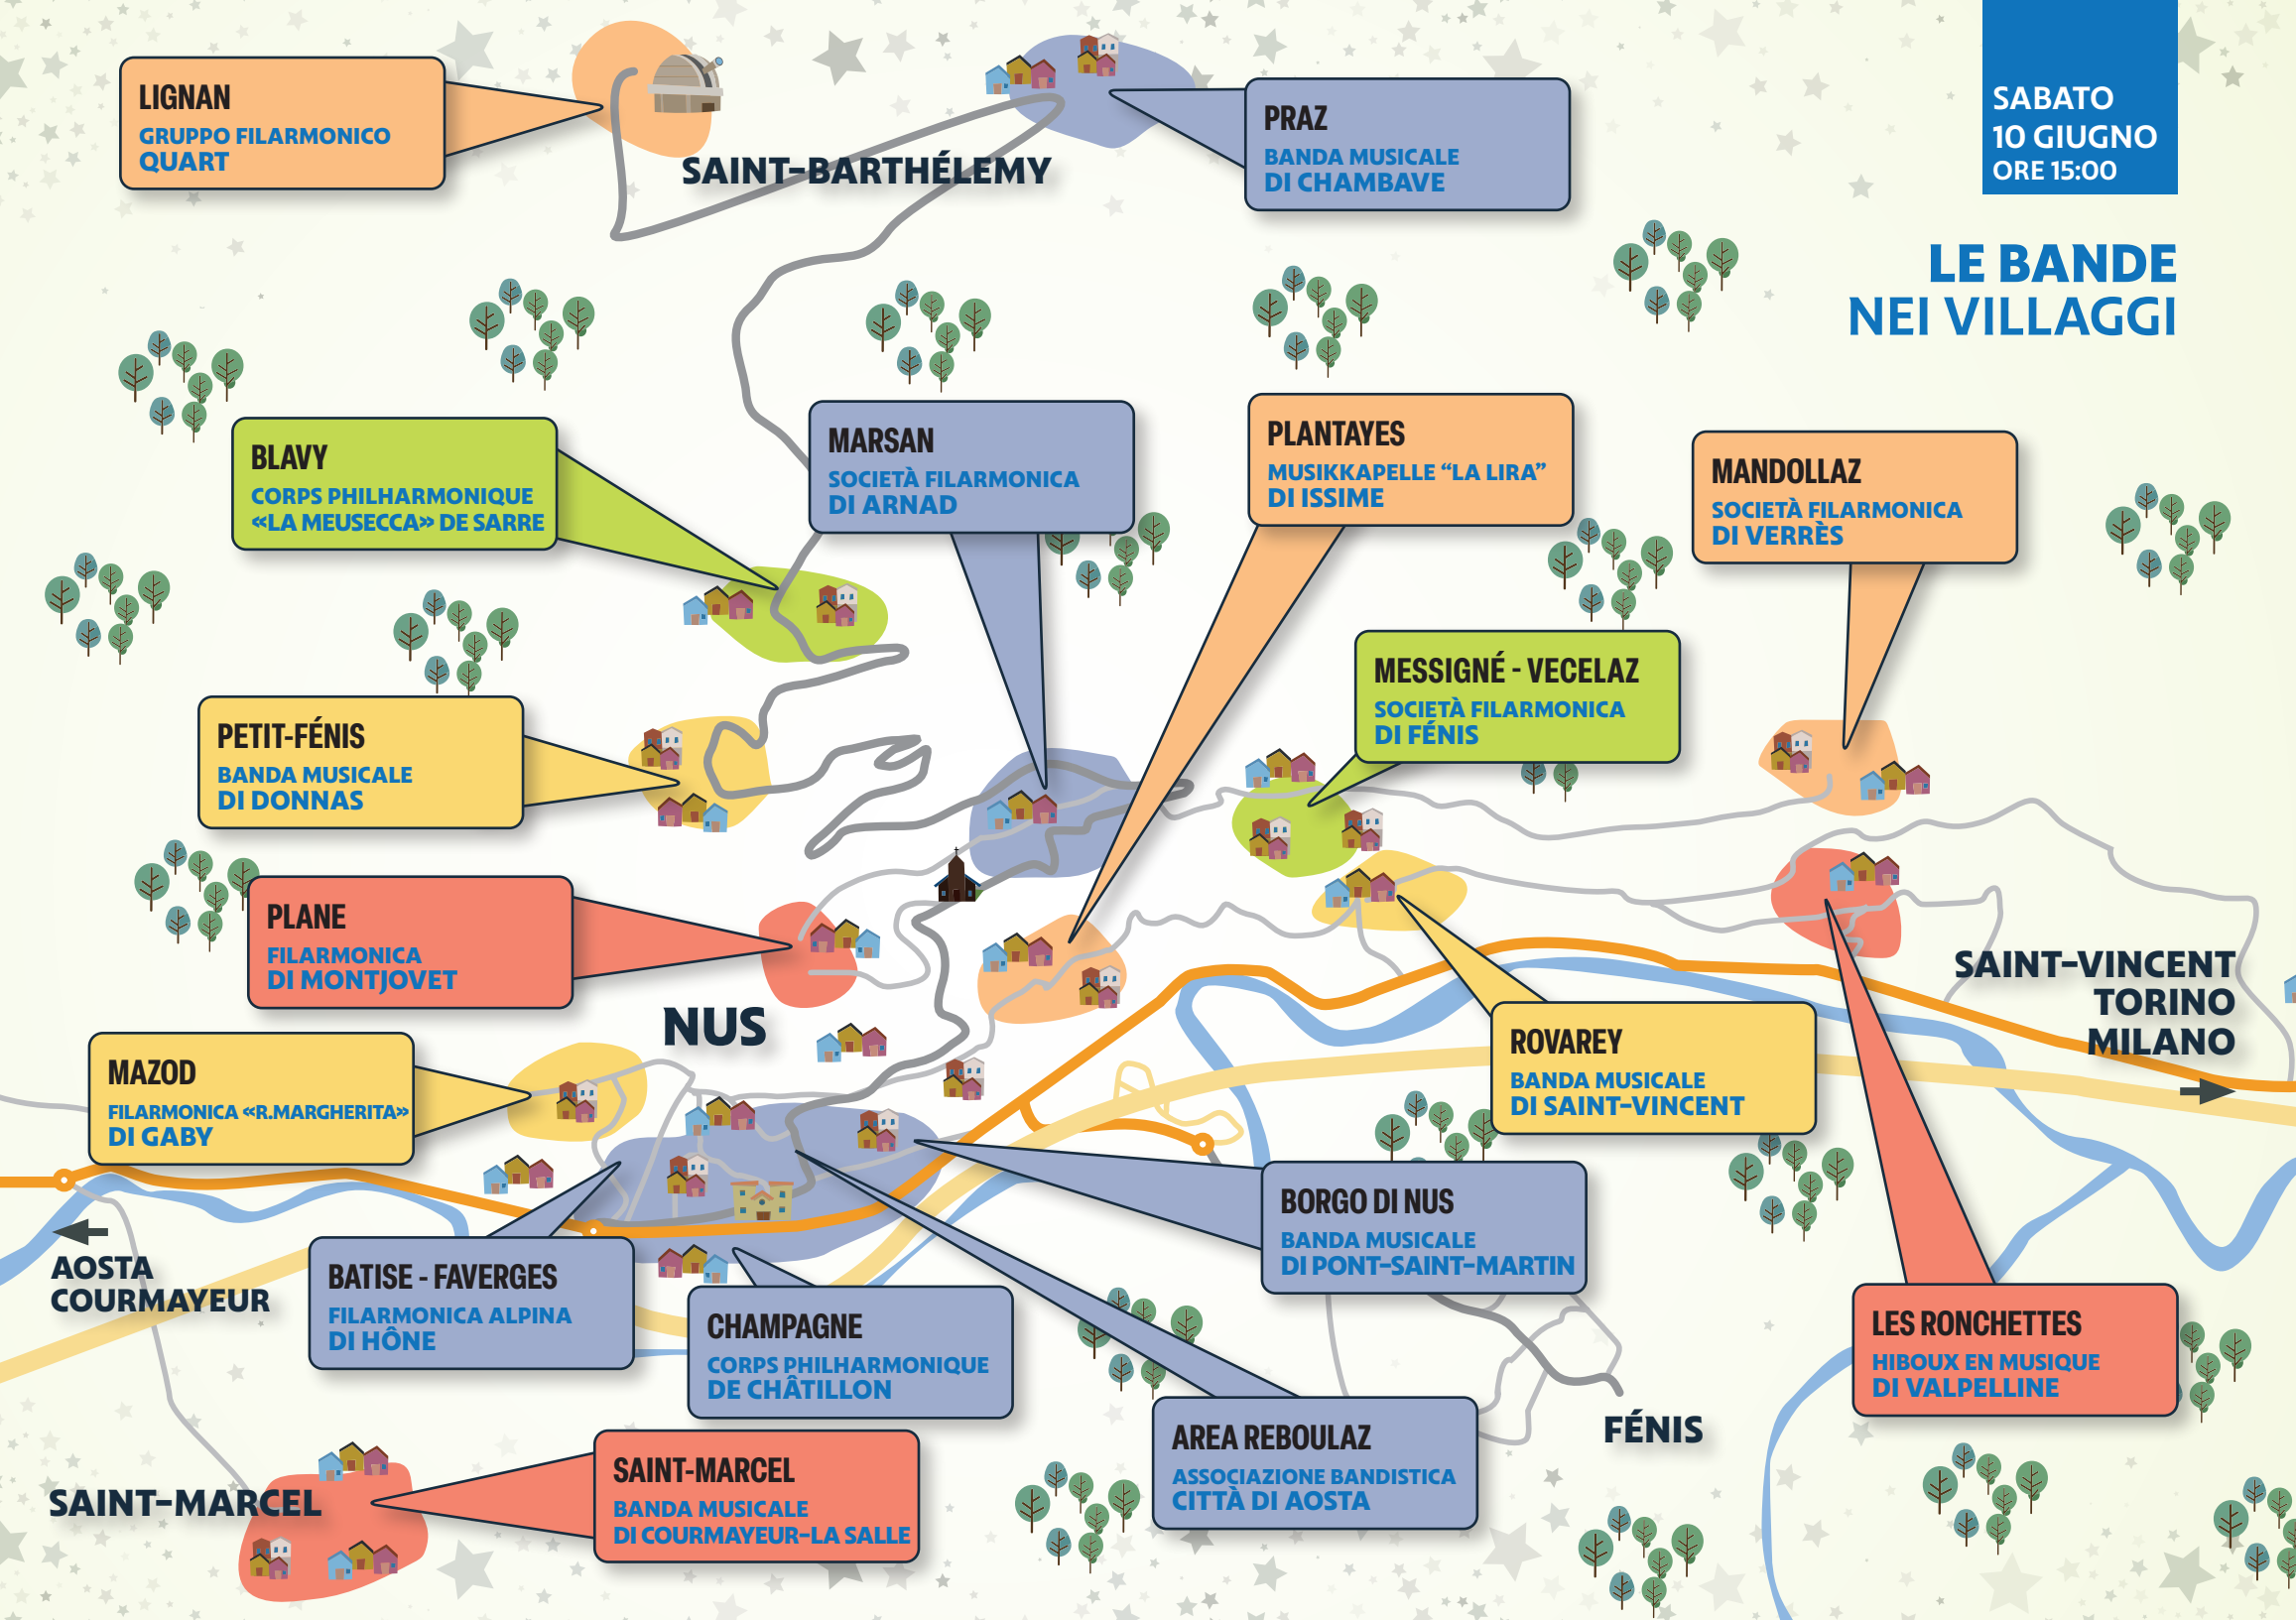 SABATO
10 GIUGNO
ORE 15:00
LE BANDE
NEI VILLAGGI
LIGNAN
GRUPPO FILARMONICO
QUART
SAINT-BARTHÉLEMY
PRAZ
BANDA MUSICALE
DI CHAMBAVE
BLAVY
CORPS PHILHARMONIQUE
«LA MEUSECCA» DE SARRE
MARSAN
SOCIETÀ FILARMONICA
DI ARNAD
PLANTAYES
MUSIKKAPELLE “LA LIRA”
DI ISSIME
MANDOLLAZ
SOCIETÀ FILARMONICA
DI VERRÈS
MESSIGNÉ - VECELAZ
SOCIETÀ FILARMONICA
DI FÉNIS
PETIT-FÉNIS
BANDA MUSICALE
DI DONNAS
PLANE
FILARMONICA
DI MONTJOVET
NUS
SAINT-VINCENT
TORINO
MILANO
MAZOD
FILARMONICA «R.MARGHERITA»
DI GABY
ROVAREY
BANDA MUSICALE
DI SAINT-VINCENT
AOSTA
COURMAYEUR
BATISE - FAVERGES
FILARMONICA ALPINA
DI HÔNE
BORGO DI NUS
BANDA MUSICALE
DI PONT-SAINT-MARTIN
CHAMPAGNE
CORPS PHILHARMONIQUE
DE CHÂTILLON
LES RONCHETTES
HIBOUX EN MUSIQUE
DI VALPELLINE
AREA REBOULAZ
ASSOCIAZIONE BANDISTICA
CITTÀ DI AOSTA
FÉNIS
SAINT-MARCEL
SAINT-MARCEL
BANDA MUSICALE
DI COURMAYEUR-LA SALLE